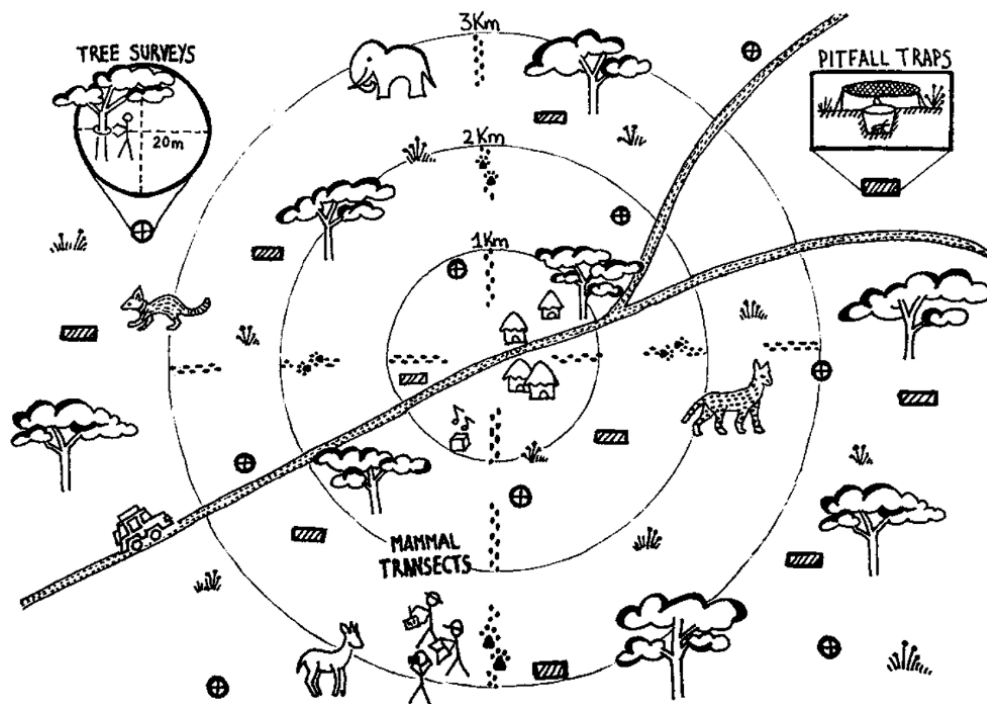 3Km
TREE SURVEYS
PITFALL TRAPS
20m
2Km
1Km
MAMMAL
TRANSECTS